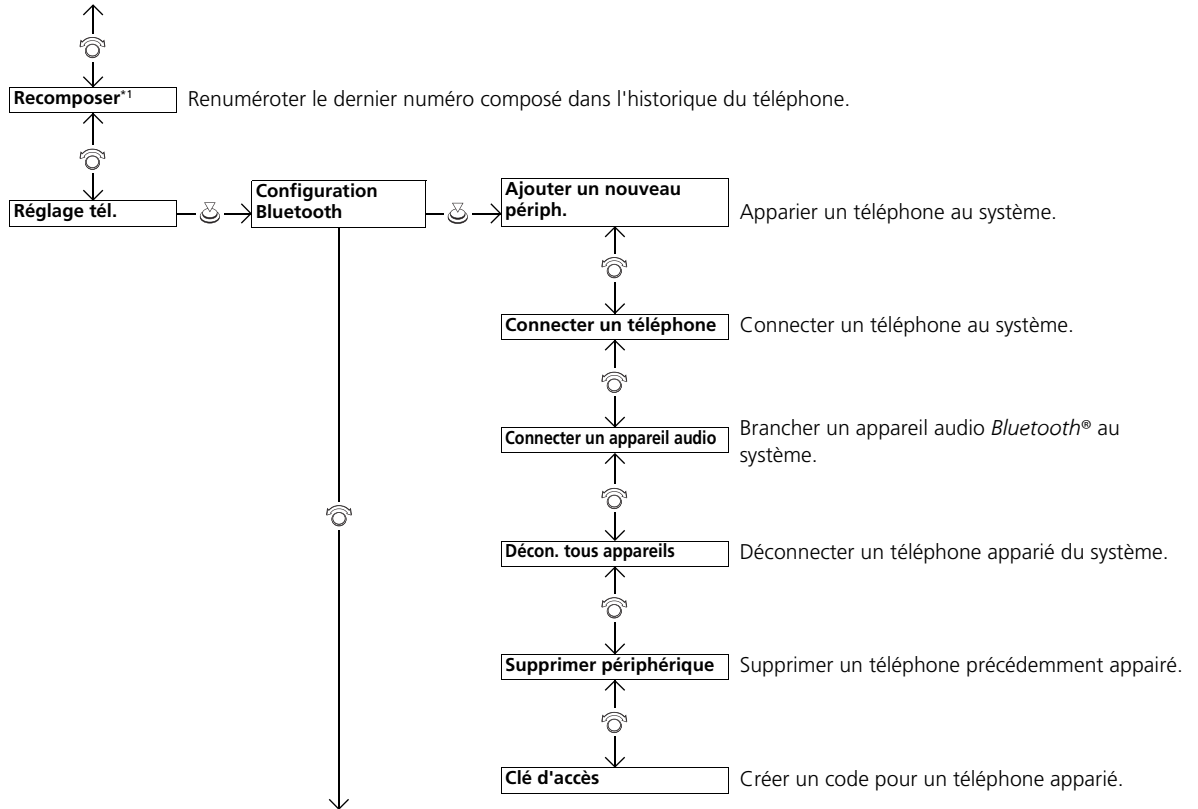 Recomposer*1 Renuméroter le dernier numéro composé dans l'historique du téléphone.
Réglage tél.
Configuration
Bluetooth
Ajouter un nouveau
périph.
Apparier un téléphone au système.
Connecter un téléphone Connecter un téléphone au système.
Connecter un appareil audio
Brancher un appareil audio Bluetooth® au
système.
Décon. tous appareils Déconnecter un téléphone apparié du système.
Supprimer périphérique Supprimer un téléphone précédemment appairé.
Clé d'accès Créer un code pour un téléphone apparié.